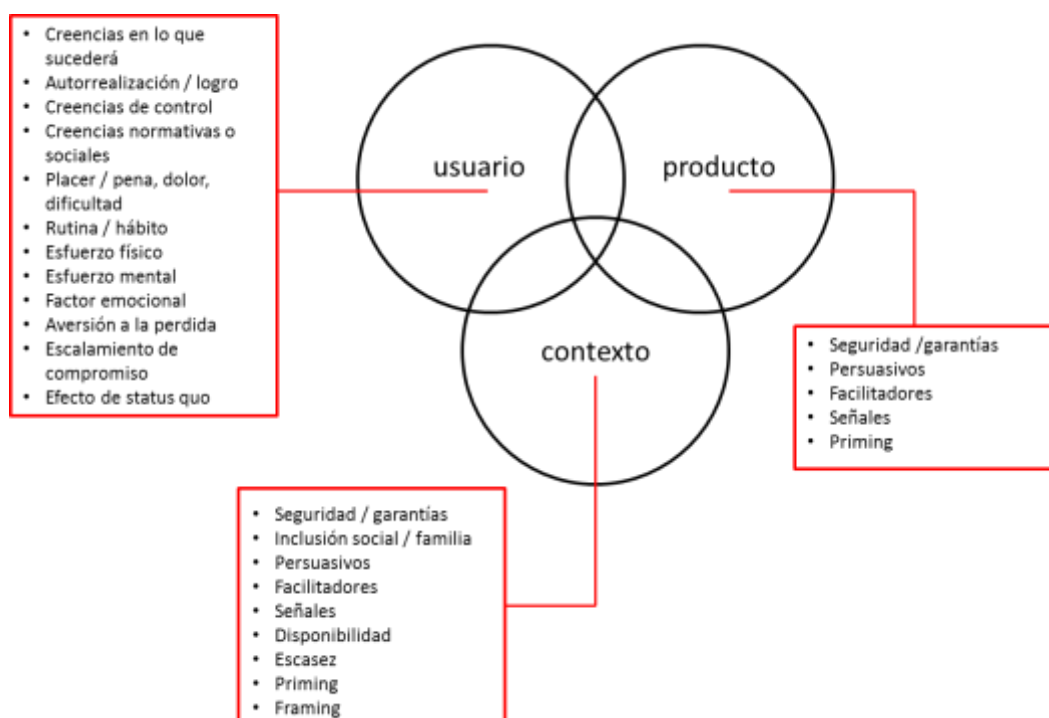 • Creencias en lo que
sucederá
• Autorrealización / logro
• Creencias de control
• Creencias normativas o
sociales
• Placer / pena, dolor,
dificultad
• Rutina / hábito
• Esfuerzo físico
• Esfuerzo mental
• Factor emocional
• Aversión a la perdida
• Escalamiento de
compromiso
• Efecto de status quo
usuario
producto
contexto
• Seguridad /garantías
• Persuasivos
• Facilitadores
• Señales
• Priming
• Seguridad / garantías
• Inclusión social / familia
• Persuasivos
• Facilitadores
• Señales
• Disponibilidad
• Escasez
• Priming
• Framing